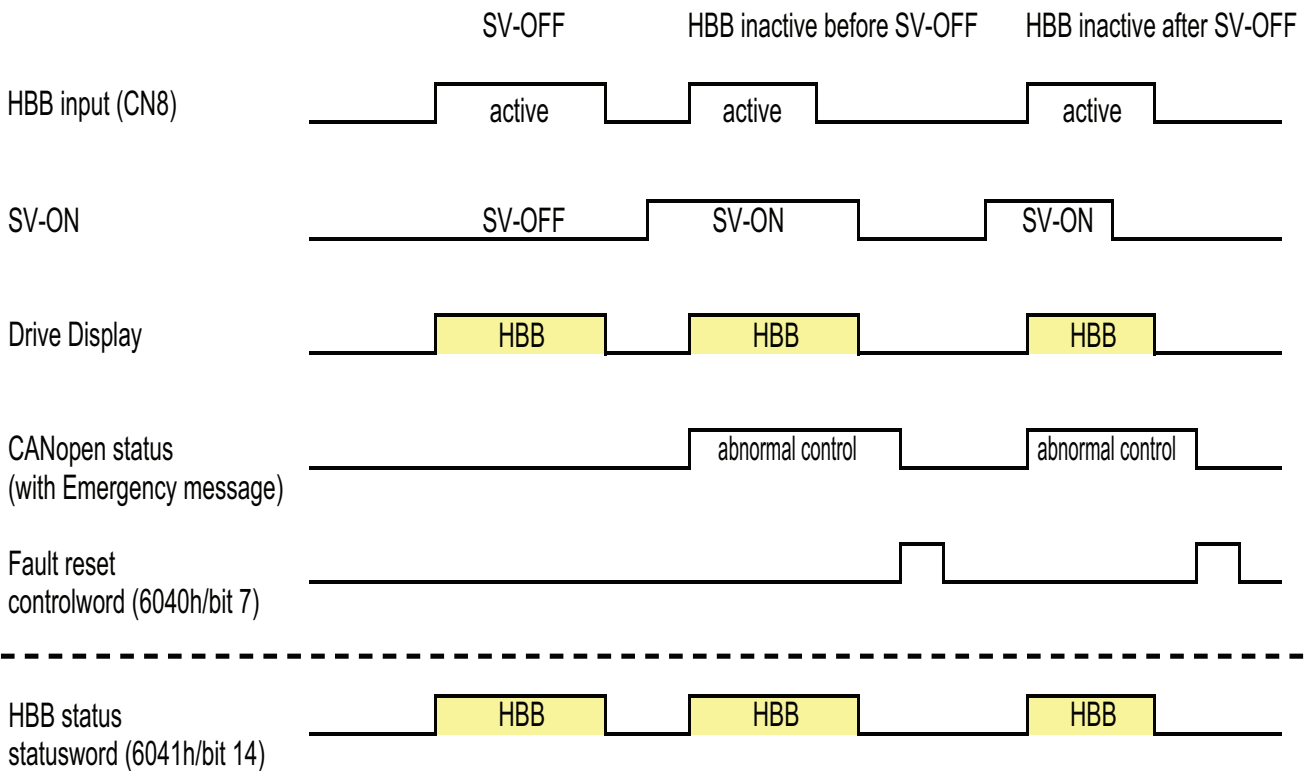 SV-OFF HBB inactive before SV-OFF HBB inactive after SV-OFF
HBB input (CN8) active active active
SV-ON SV-OFF SV-ON SV-ON
Drive Display HBB HBB HBB
CANopen status abnormal control abnormal control
(with Emergency message)
Fault reset
controlword (6040h/bit 7)
HBB status HBB HBB HBB
statusword (6041h/bit 14)